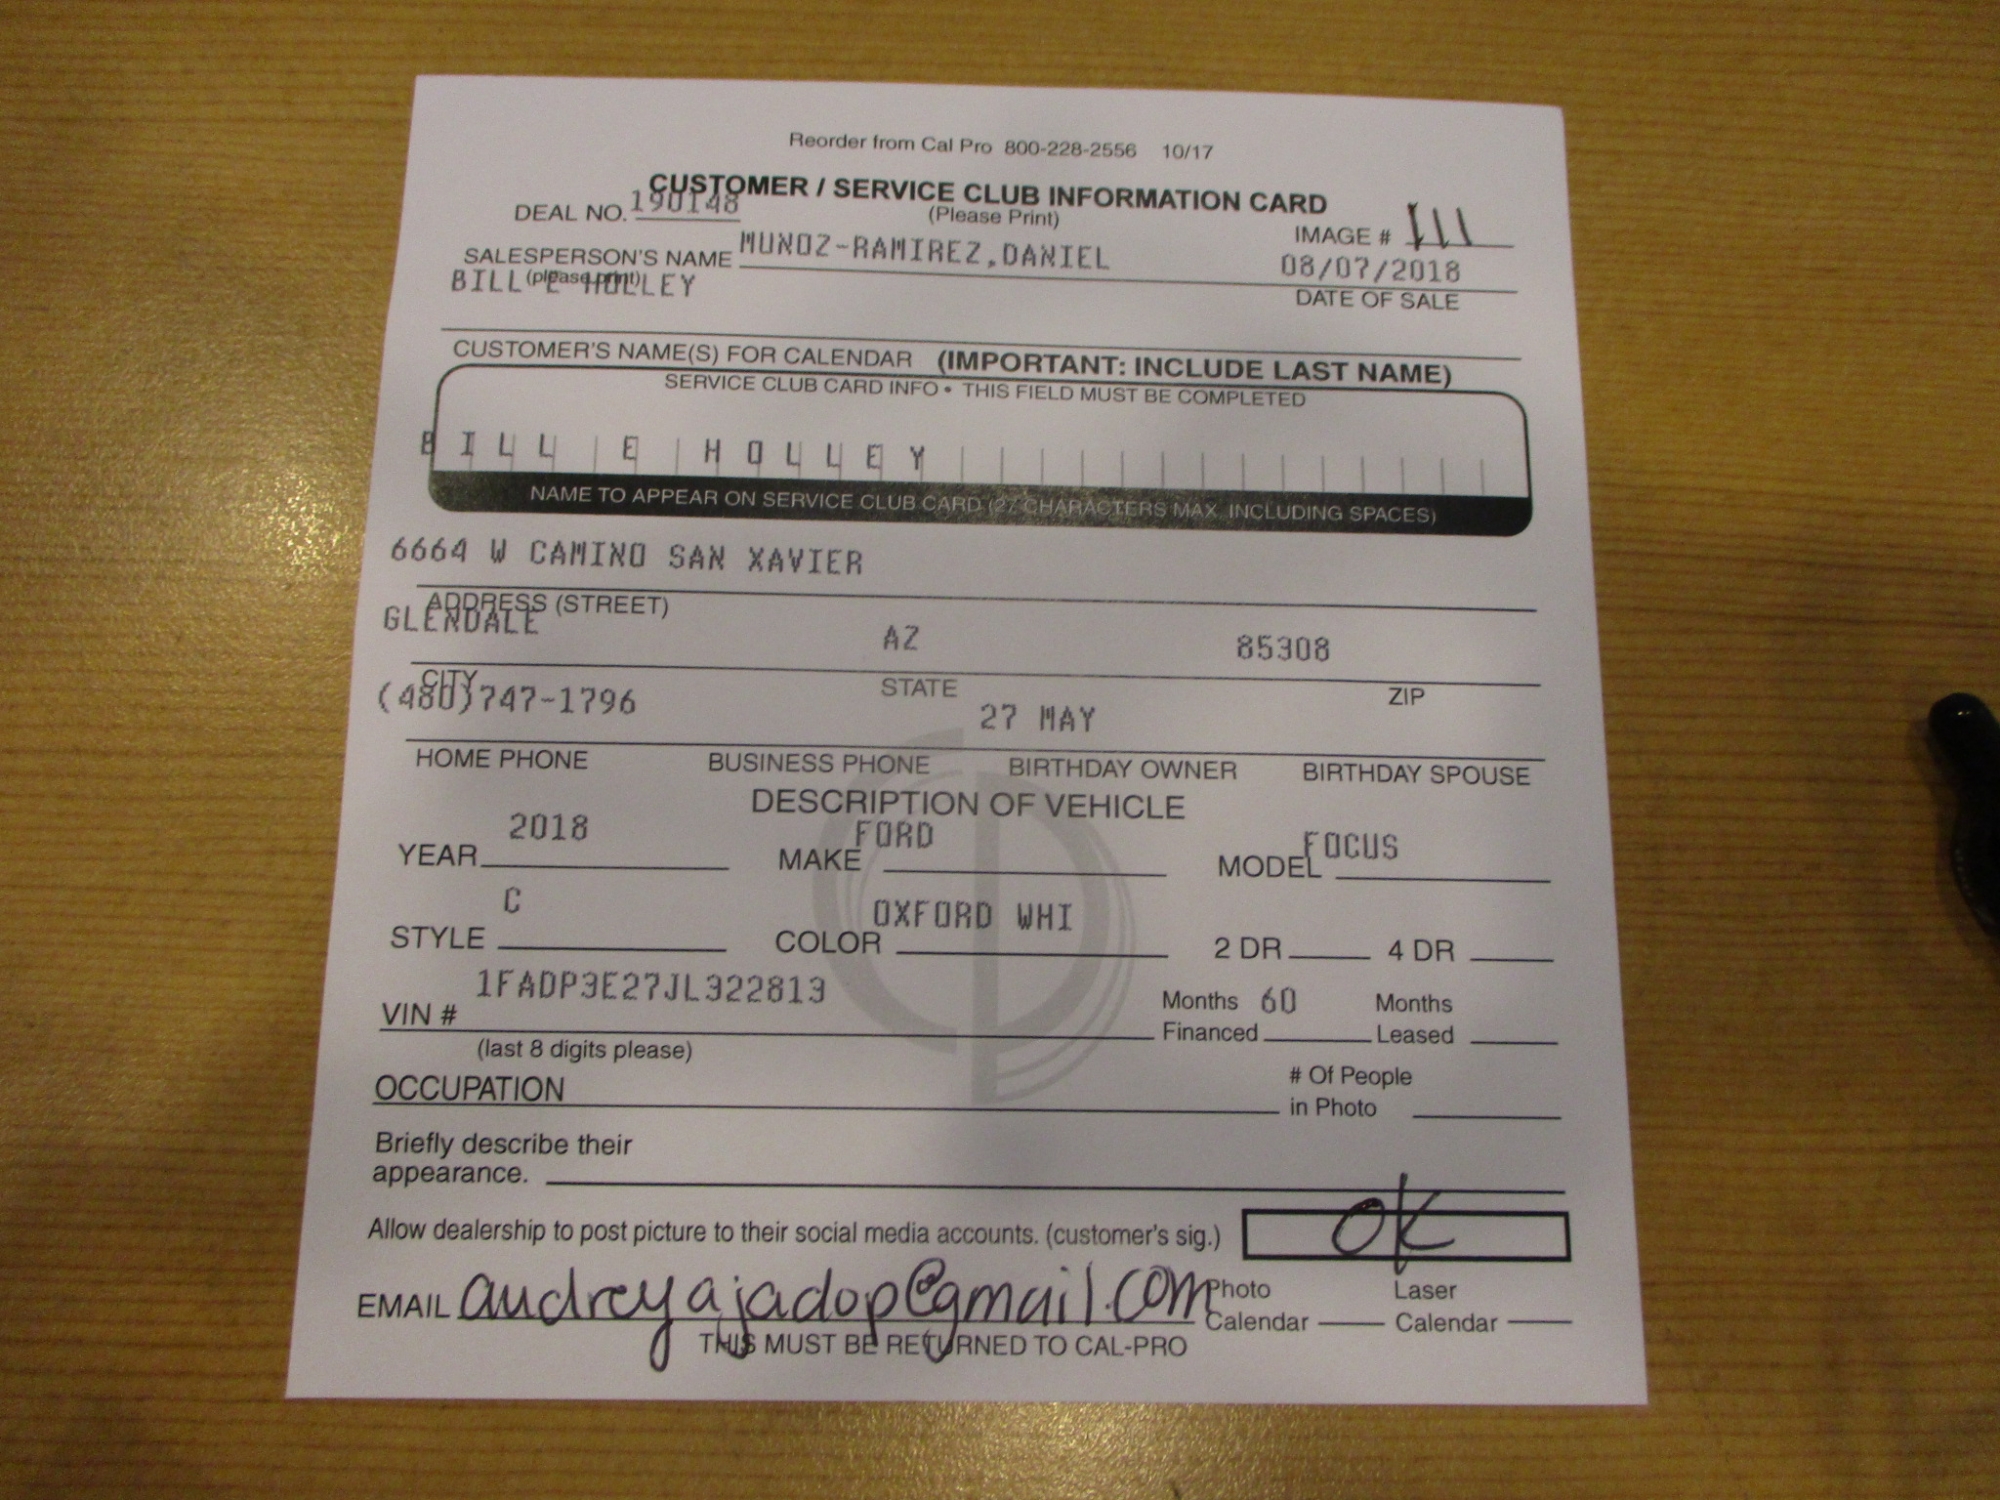 Reorder from Cal Pro 800-228-2556 10/17
CUSTOMER / SERVICE CLUB INFORMATION CARD
(Please Print)
DEAL NO. 190148
IMAGE # 111
SALESPERSON'S NAME MUNOZ-RAMIREZ,DANIEL
(please print)
08/07/2018
DATE OF SALE
BILL E HOLLEY
CUSTOMER'S NAME(S) FOR CALENDAR (IMPORTANT: INCLUDE LAST NAME)
SERVICE CLUB CARD INFO • THIS FIELD MUST BE COMPLETED
BILL E HOLLEY
NAME TO APPEAR ON SERVICE CLUB CARD (27 CHARACTERS MAX. INCLUDING SPACES)
6664 W CAMINO SAN XAVIER
ADDRESS (STREET)
GLENDALE AZ 85308
CITY STATE ZIP
(480)747-1796 27 MAY
HOME PHONE BUSINESS PHONE BIRTHDAY OWNER BIRTHDAY SPOUSE
DESCRIPTION OF VEHICLE
YEAR 2018 MAKE FORD MODEL FOCUS
STYLE C COLOR OXFORD WHI 2 DR 4 DR
VIN # 1FADP3E27JL322813 Months Financed 60 Months Leased
(last 8 digits please)
OCCUPATION # Of People in Photo
Briefly describe their
appearance.
Allow dealership to post picture to their social media accounts. (customer's sig.) OK
EMAIL audreyajadop@gmail.com Photo Calendar Laser Calendar
THIS MUST BE RETURNED TO CAL-PRO